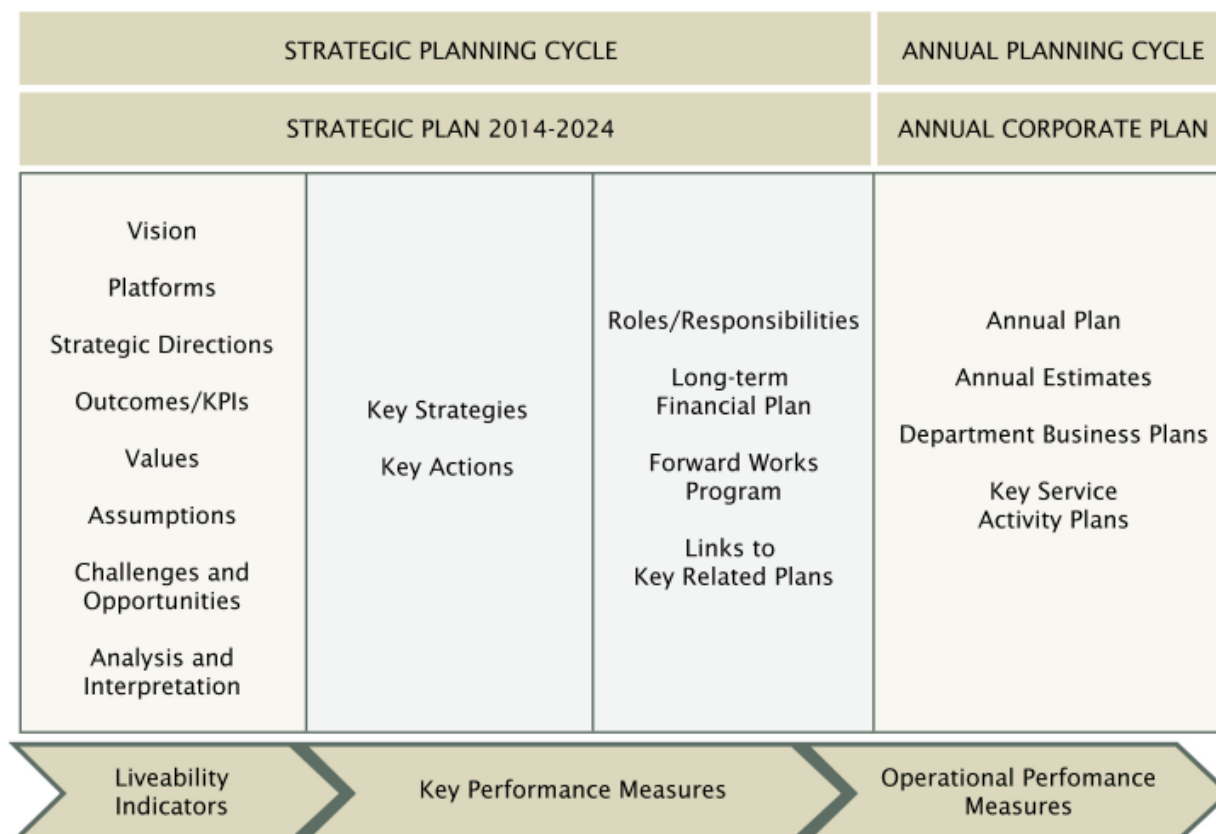 STRATEGIC PLANNING CYCLE
ANNUAL PLANNING CYCLE
STRATEGIC PLAN 2014-2024
ANNUAL CORPORATE PLAN
Vision
Platforms
Strategic Directions
Outcomes/KPIs
Values
Assumptions
Challenges and
Opportunities
Analysis and
Interpretation
Key Strategies
Key Actions
Roles/Responsibilities
Long-term
Financial Plan
Forward Works
Program
Links to
Key Related Plans
Annual Plan
Annual Estimates
Department Business Plans
Key Service
Activity Plans
Liveability
Indicators
Key Performance Measures
Operational Perfomance
Measures